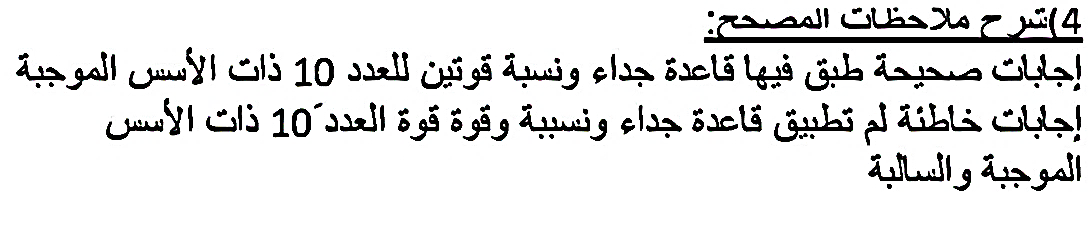 4)شرح ملاحظات المصحح:
إجابات صحيحة طبق فيها قاعدة جداء ونسبة قوتين للعدد 10 ذات الأسس الموجبة
إجابات خاطئة لم تطبيق قاعدة جداء ونسببة وقوة قوة العدد 10 ذات الأسس
الموجبة والسالبة